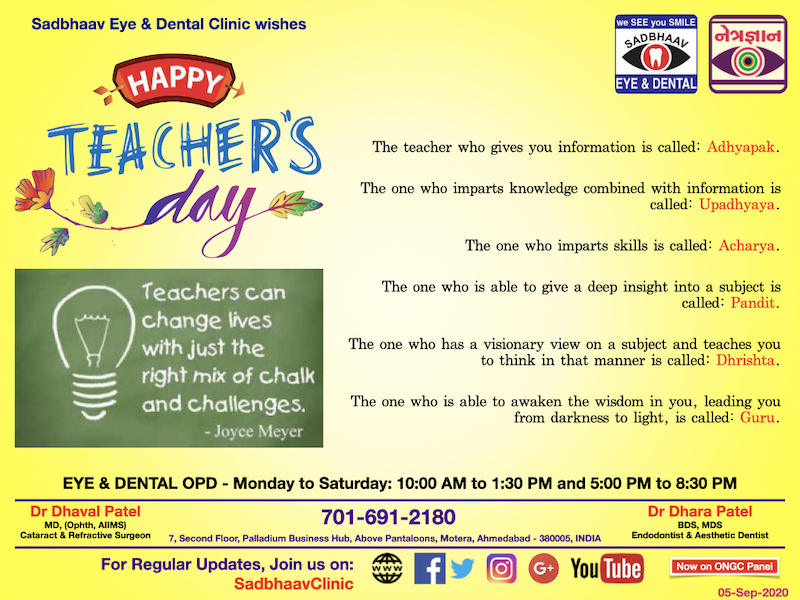 Sadbhaav Eye & Dental Clinic wishes
HAPPY
TEACHER'S
day
we SEE you SMILE
SADBHAAV
EYE & DENTAL
નેત્રજ્ઞાન
The teacher who gives you information is called: Adhyapak.
The one who imparts knowledge combined with information is
called: Upadhyaya.
The one who imparts skills is called: Acharya.
The one who is able to give a deep insight into a subject is
called: Pandit.
The one who has a visionary view on a subject and teaches you
to think in that manner is called: Dhrishta.
The one who is able to awaken the wisdom in you, leading you
from darkness to light, is called: Guru.
Teachers can
change lives
with just the
right mix of chalk
and challenges.
- Joyce Meyer
EYE & DENTAL OPD - Monday to Saturday: 10:00 AM to 1:30 PM and 5:00 PM to 8:30 PM
Dr Dhaval Patel
MD, (Ophth, AIIMS)
Cataract & Refractive Surgeon
701-691-2180
7, Second Floor, Palladium Business Hub, Above Pantaloons, Motera, Ahmedabad - 380005, INDIA
Dr Dhara Patel
BDS, MDS
Endodontist & Aesthetic Dentist
For Regular Updates, Join us on:
SadbhaavClinic
WWW
f
G+
YouTube
Now on ONGC Panel
05-Sep-2020